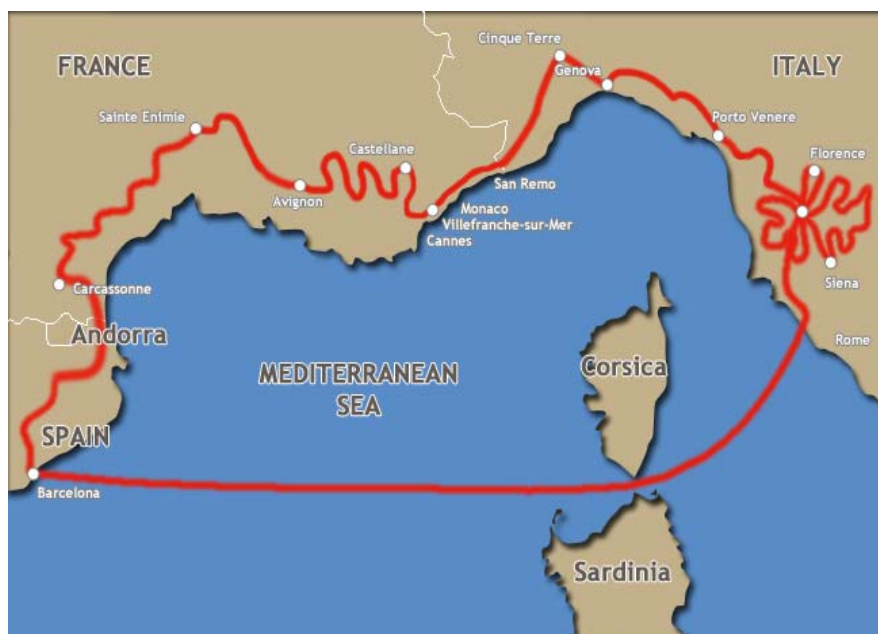 Cinque Terre
FRANCE
Genova
ITALY
Sainte Enimie
Porto Venere
Castellane
Florence
San Remo
Avignon
Monaco
Villefranche-sur-Mer
Cannes
Carcassonne
Siena
Andorra
Rome
Corsica
MEDITERRANEAN
SEA
SPAIN
Barcelona
Sardinia